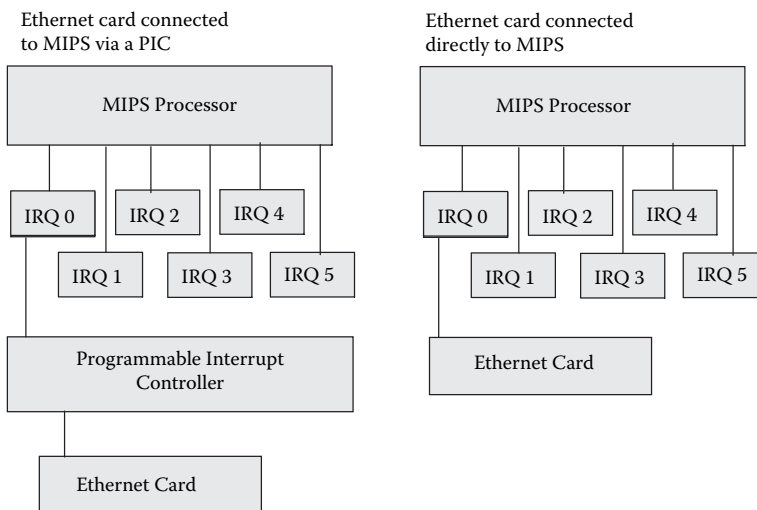 Ethernet card connected
to MIPS via a PIC
MIPS Processor
IRQ 0
IRQ 2
IRQ 4
IRQ 1
IRQ 3
IRQ 5
Programmable Interrupt
Controller
Ethernet Card
Ethernet card connected
directly to MIPS
MIPS Processor
IRQ 0
IRQ 2
IRQ 4
IRQ 1
IRQ 3
IRQ 5
Ethernet Card